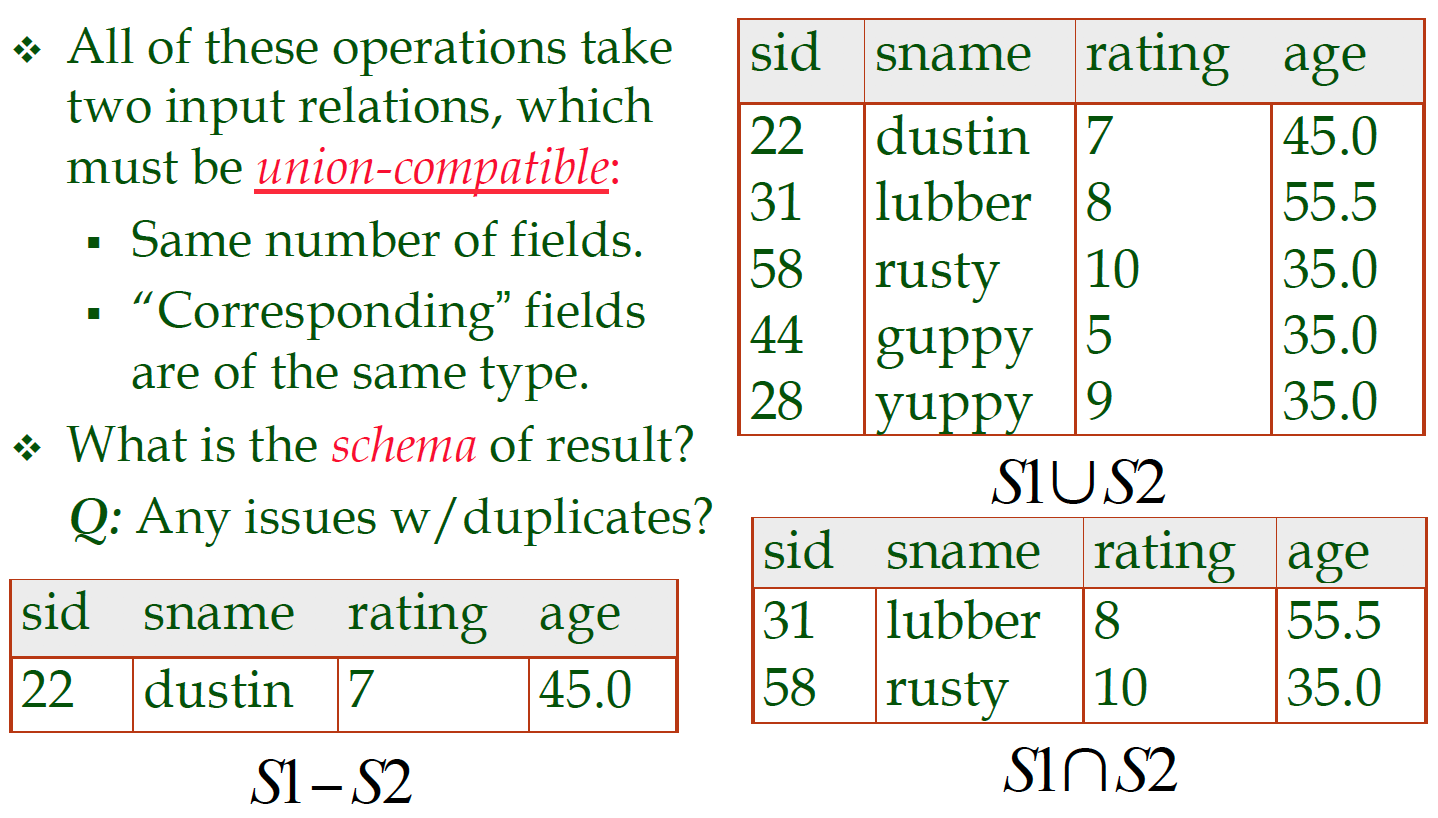 ❖ All of these operations take
two input relations, which
must be union-compatible:
▪ Same number of fields.
▪ “Corresponding” fields
are of the same type.
❖ What is the schema of result?
Q: Any issues w/duplicates?
sid sname rating age
22 dustin 7 45.0
S1−S2
sid sname rating age
22 dustin 7 45.0
31 lubber 8 55.5
58 rusty 10 35.0
44 guppy 5 35.0
28 yuppy 9 35.0
S1∪S2
sid sname rating age
31 lubber 8 55.5
58 rusty 10 35.0
S1∩S2